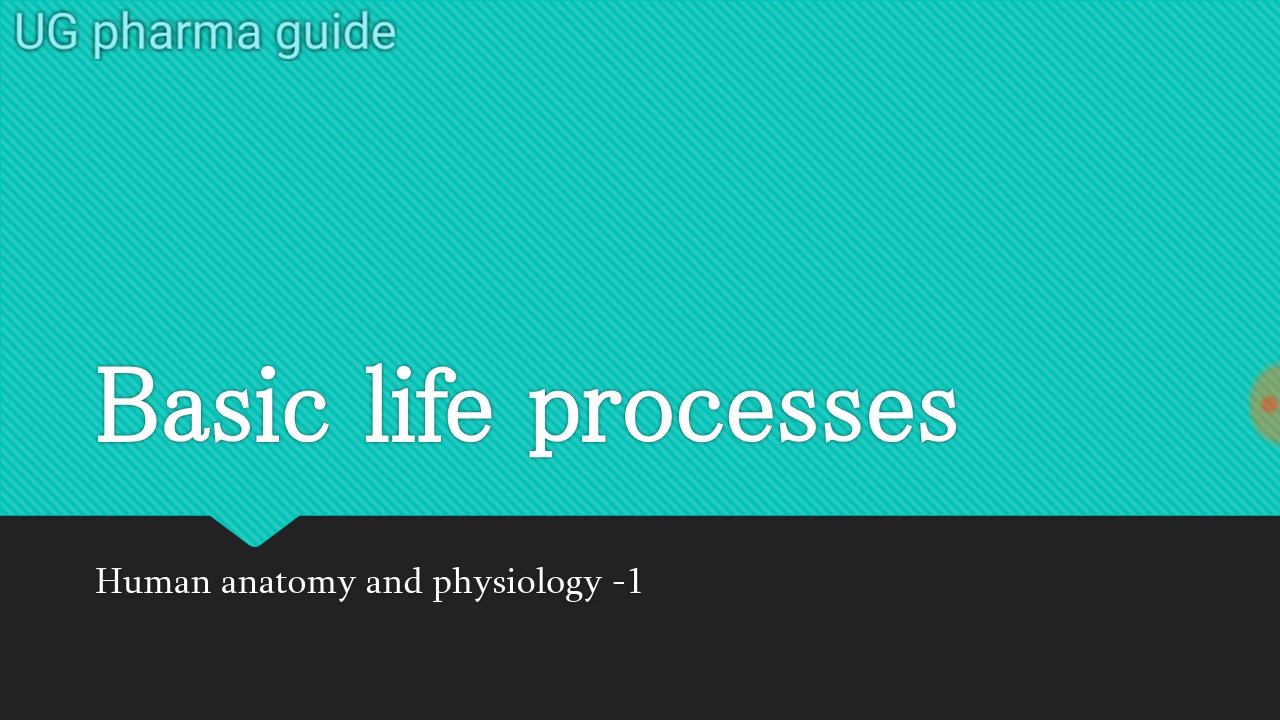 UG pharma guide
Basic life processes
Human anatomy and physiology -1